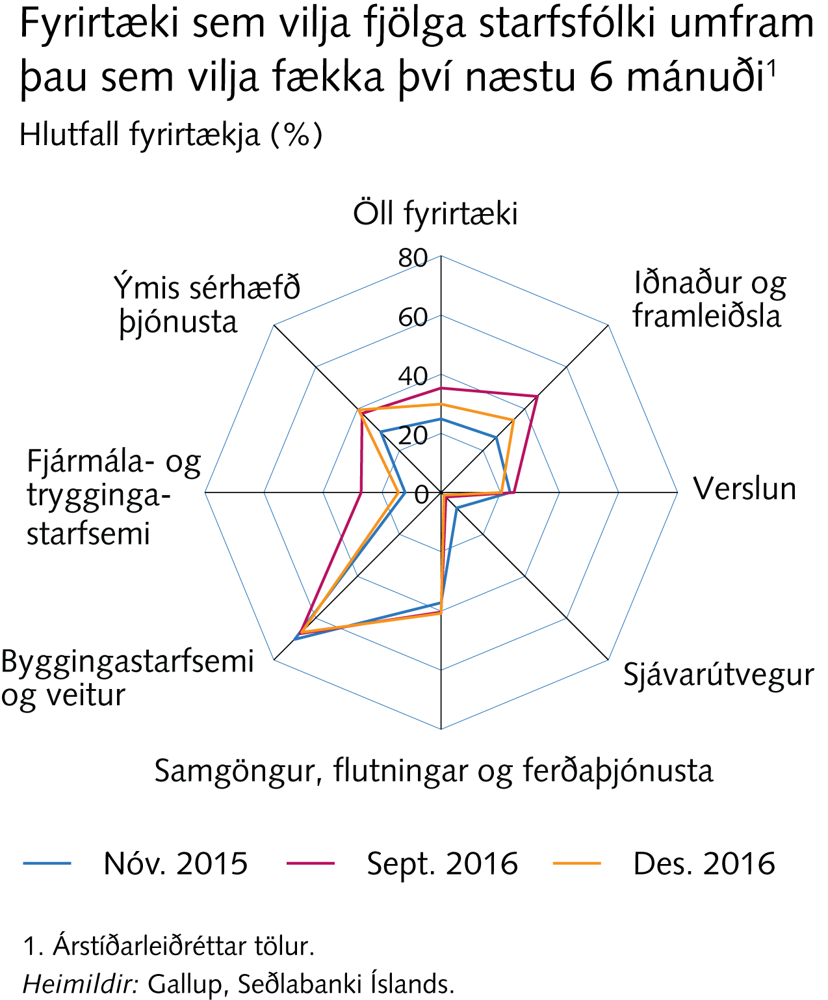 Fyrirtæki sem vilja fjölga starfsfólki umfram
þau sem vilja fækka því næstu 6 mánuði¹
Hlutfall fyrirtækja (%)
Öll fyrirtæki
80
60
40
20
0
Iðnaður og
framleiðsla
Verslun
Sjávarútvegur
Samgöngur, flutningar og ferðaþjónusta
Byggingastarfsemi
og veitur
Fjármála- og
trygginga-
starfsemi
Ýmis sérhæfð
þjónusta
Nóv. 2015
Sept. 2016
Des. 2016
1. Árstíðarleiðréttar tölur.
Heimildir: Gallup, Seðlabanki Íslands.